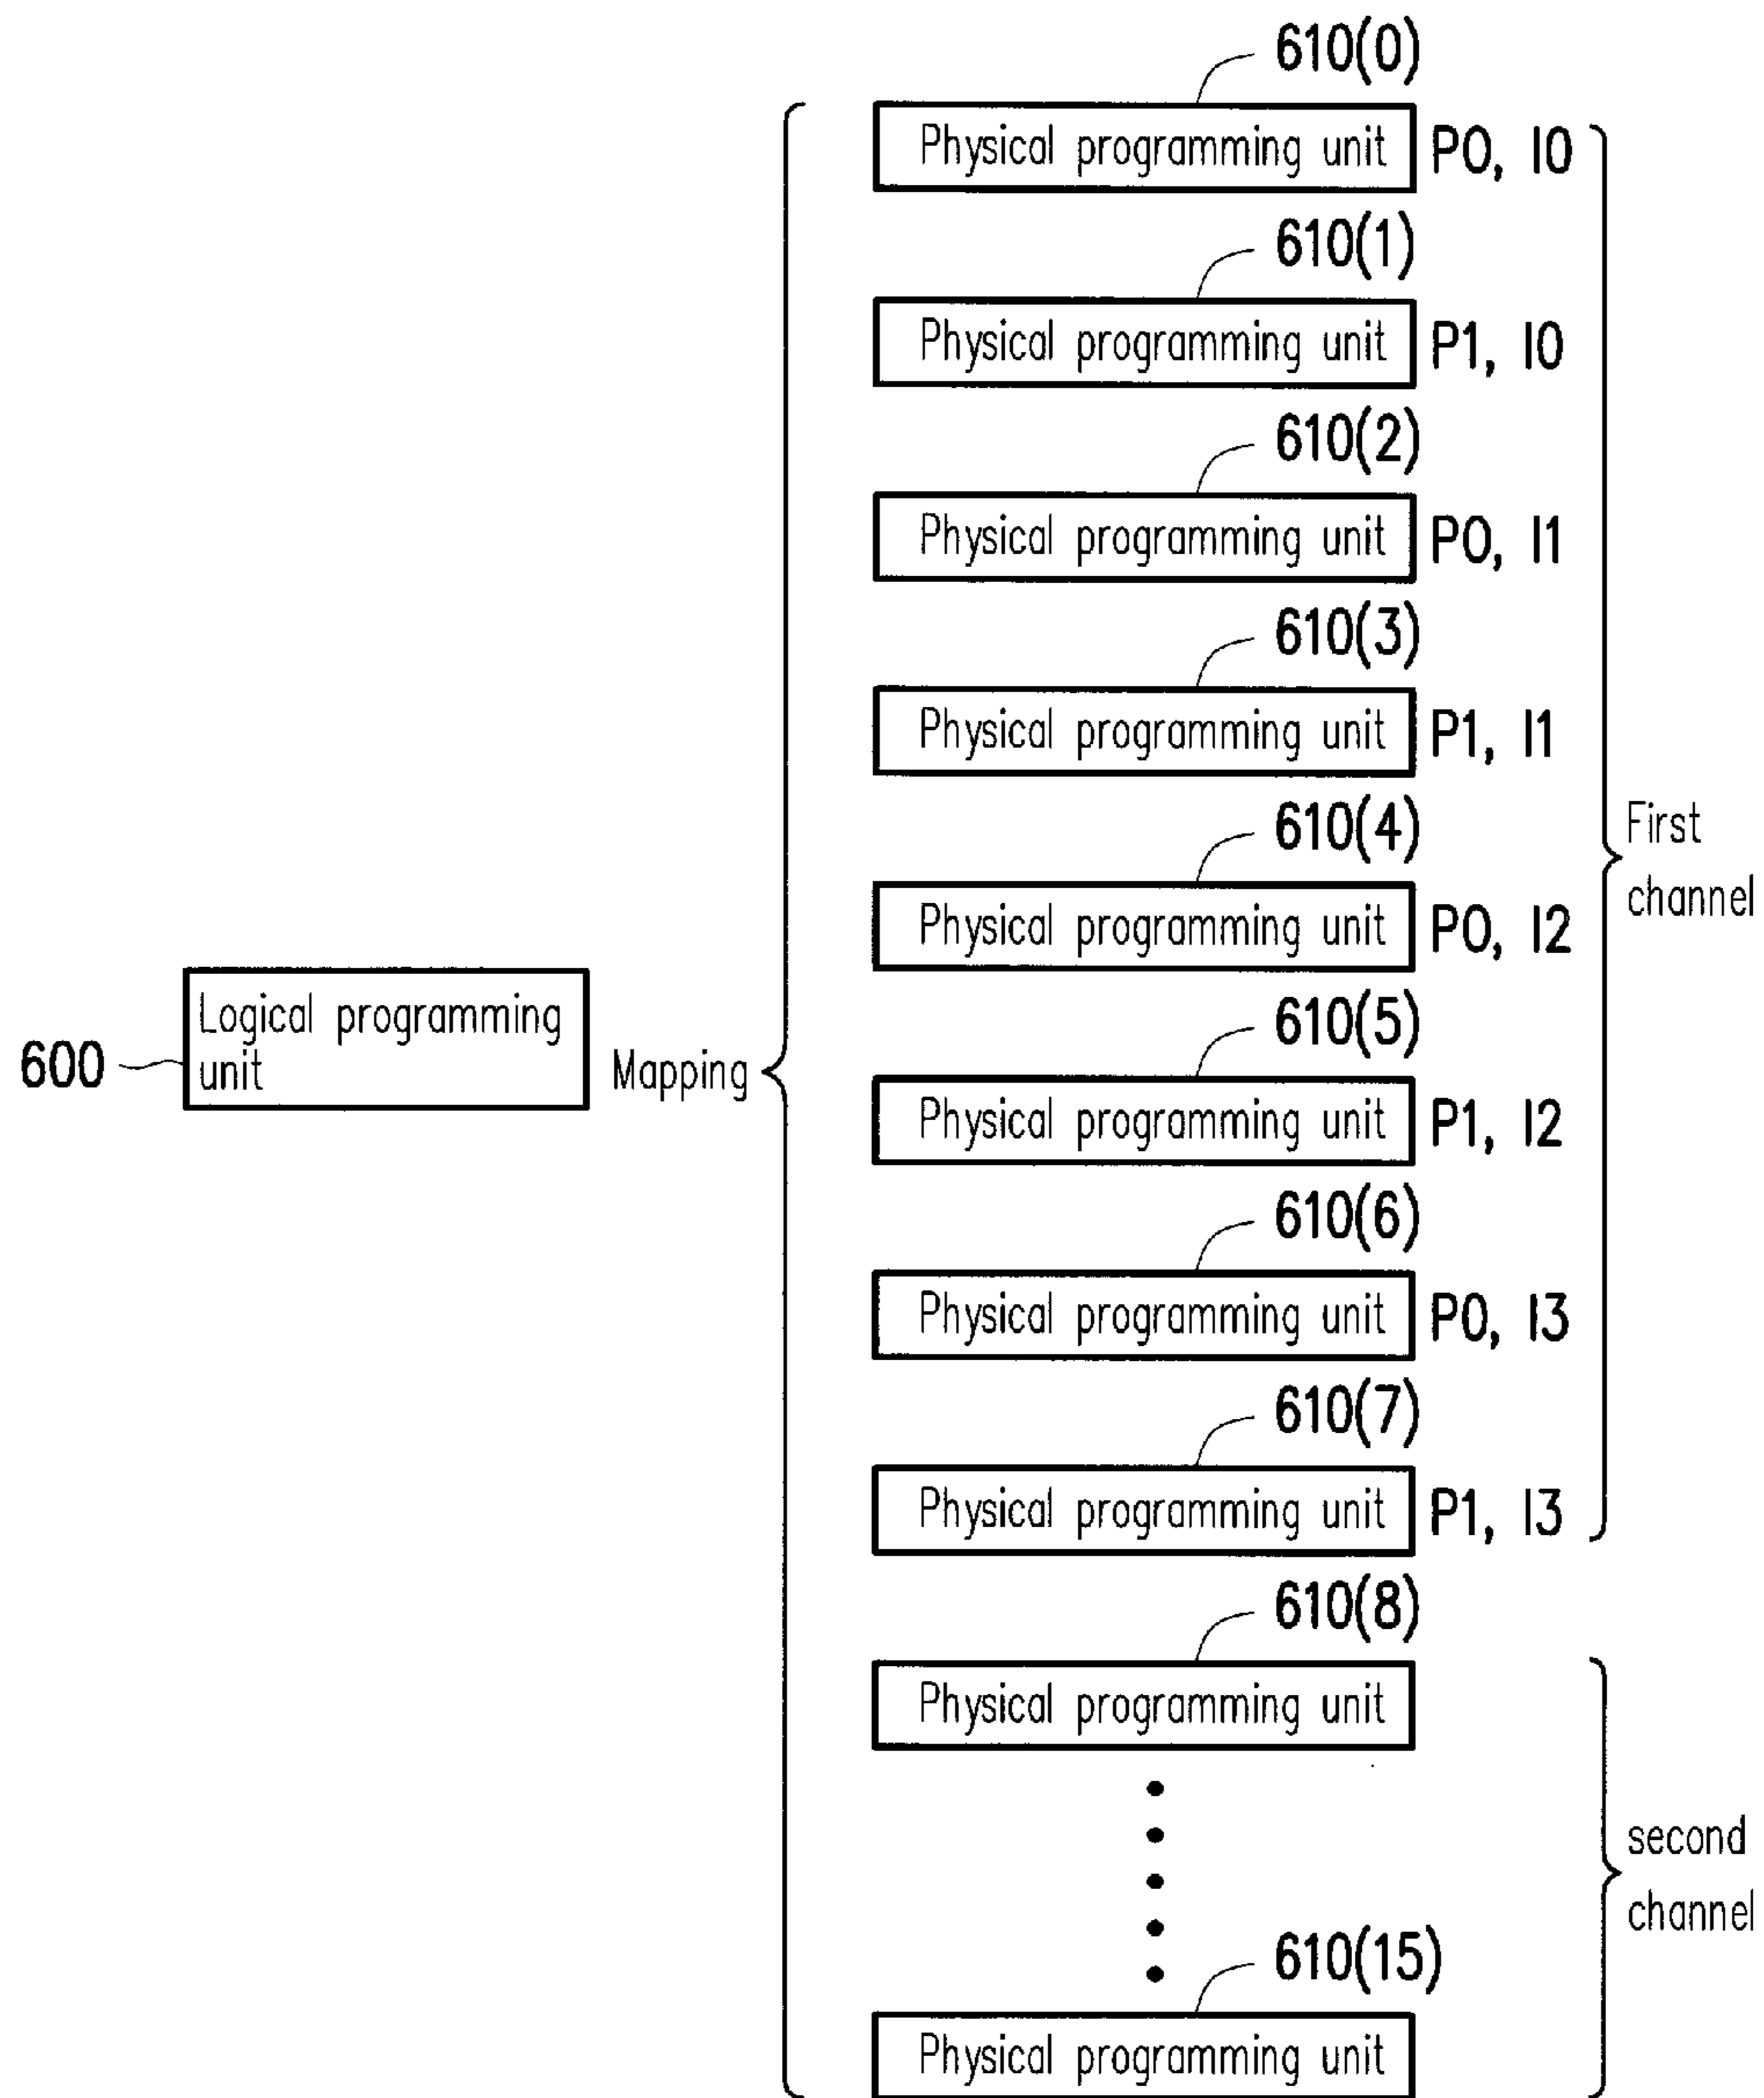 610(0)
Physical programming unit P0, I0
610(1)
Physical programming unit P1, I0
610(2)
Physical programming unit P0, I1
610(3)
Physical programming unit P1, I1
610(4)
First
channel
Physical programming unit P0, I2
600
Logical programming
unit
Mapping
610(5)
Physical programming unit P1, I2
610(6)
Physical programming unit P0, I3
610(7)
Physical programming unit P1, I3
610(8)
Physical programming unit
second
channel
610(15)
Physical programming unit